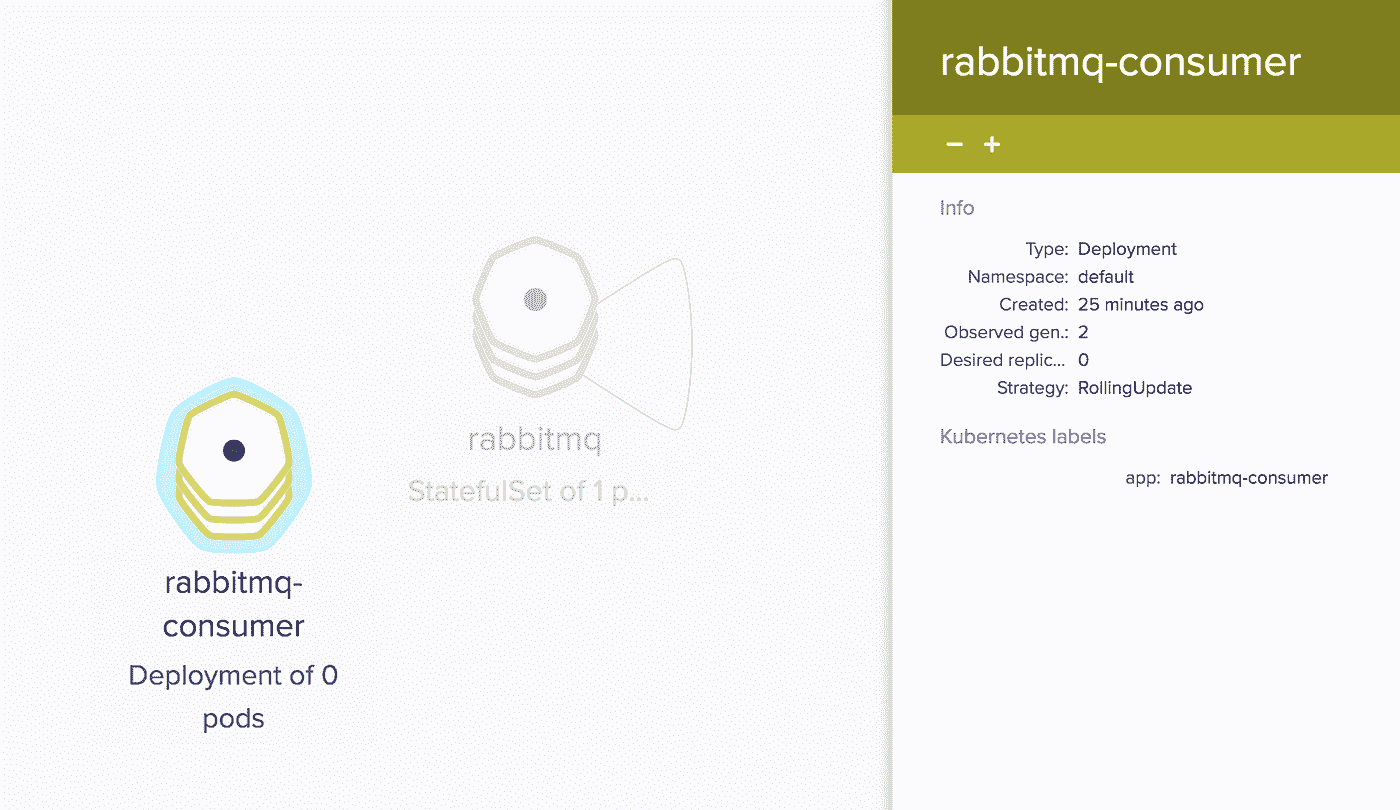 rabbitmq-
consumer
Deployment of 0
pods
rabbitmq
StatefulSet of 1 p...
rabbitmq-consumer
− +
Info
Type: Deployment
Namespace: default
Created: 25 minutes ago
Observed gen.: 2
Desired replic... 0
Strategy: RollingUpdate
Kubernetes labels
app: rabbitmq-consumer